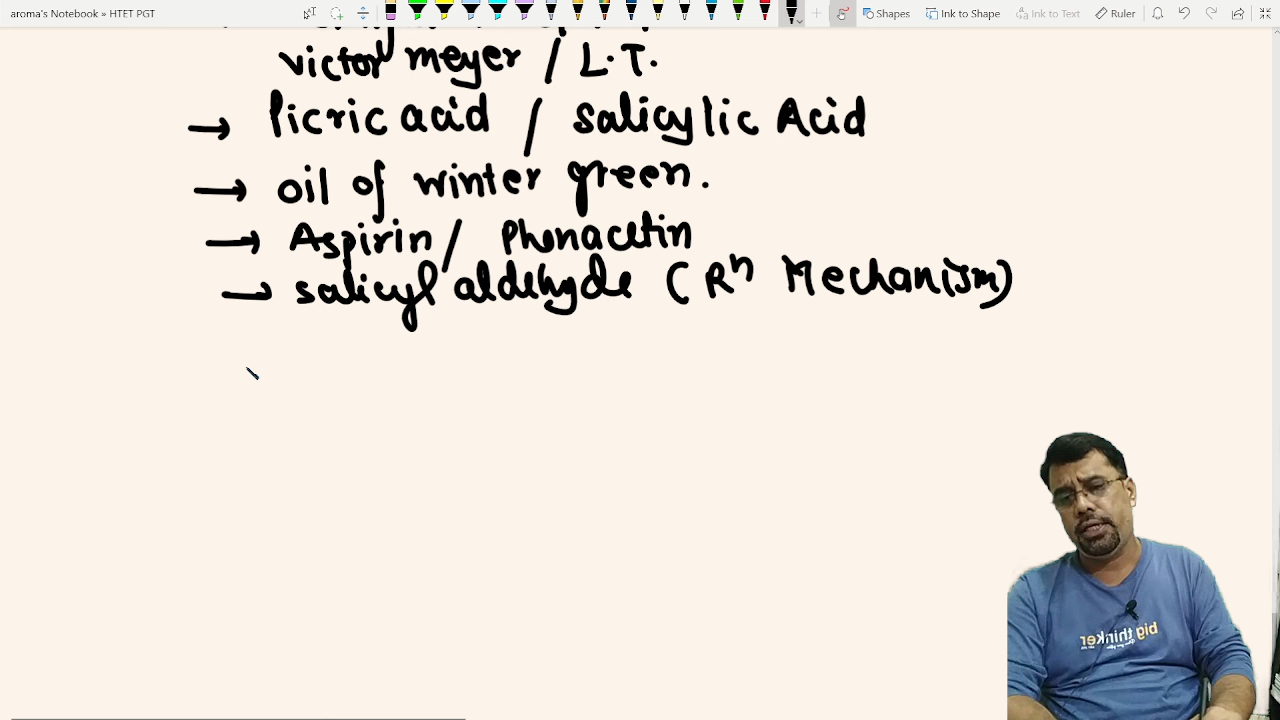 aroma's Notebook » HTET PGT
Shapes Ink to Shape Ink to Text Ruler
victor meyer / L.T.
→ Picric acid / salicylic Acid
→ oil of winter green.
→ Aspirin / Phenacetin
→ salicyl aldehyde (Rⁿ Mechanism)
big thinker